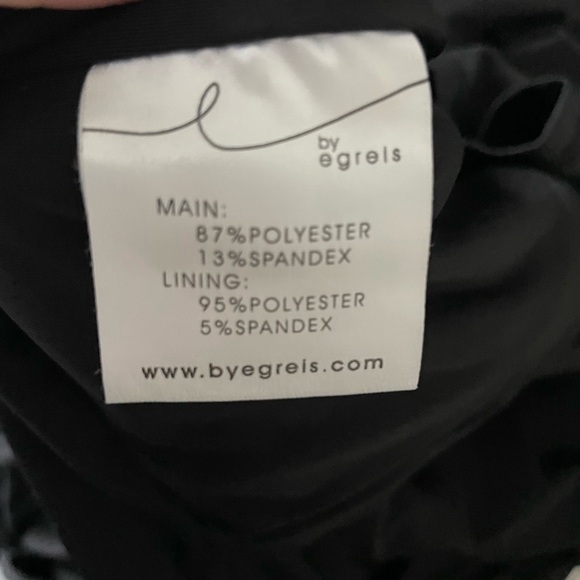 by
egreis
MAIN:
87%POLYESTER
13%SPANDEX
LINING:
95%POLYESTER
5%SPANDEX
www.byegreis.com